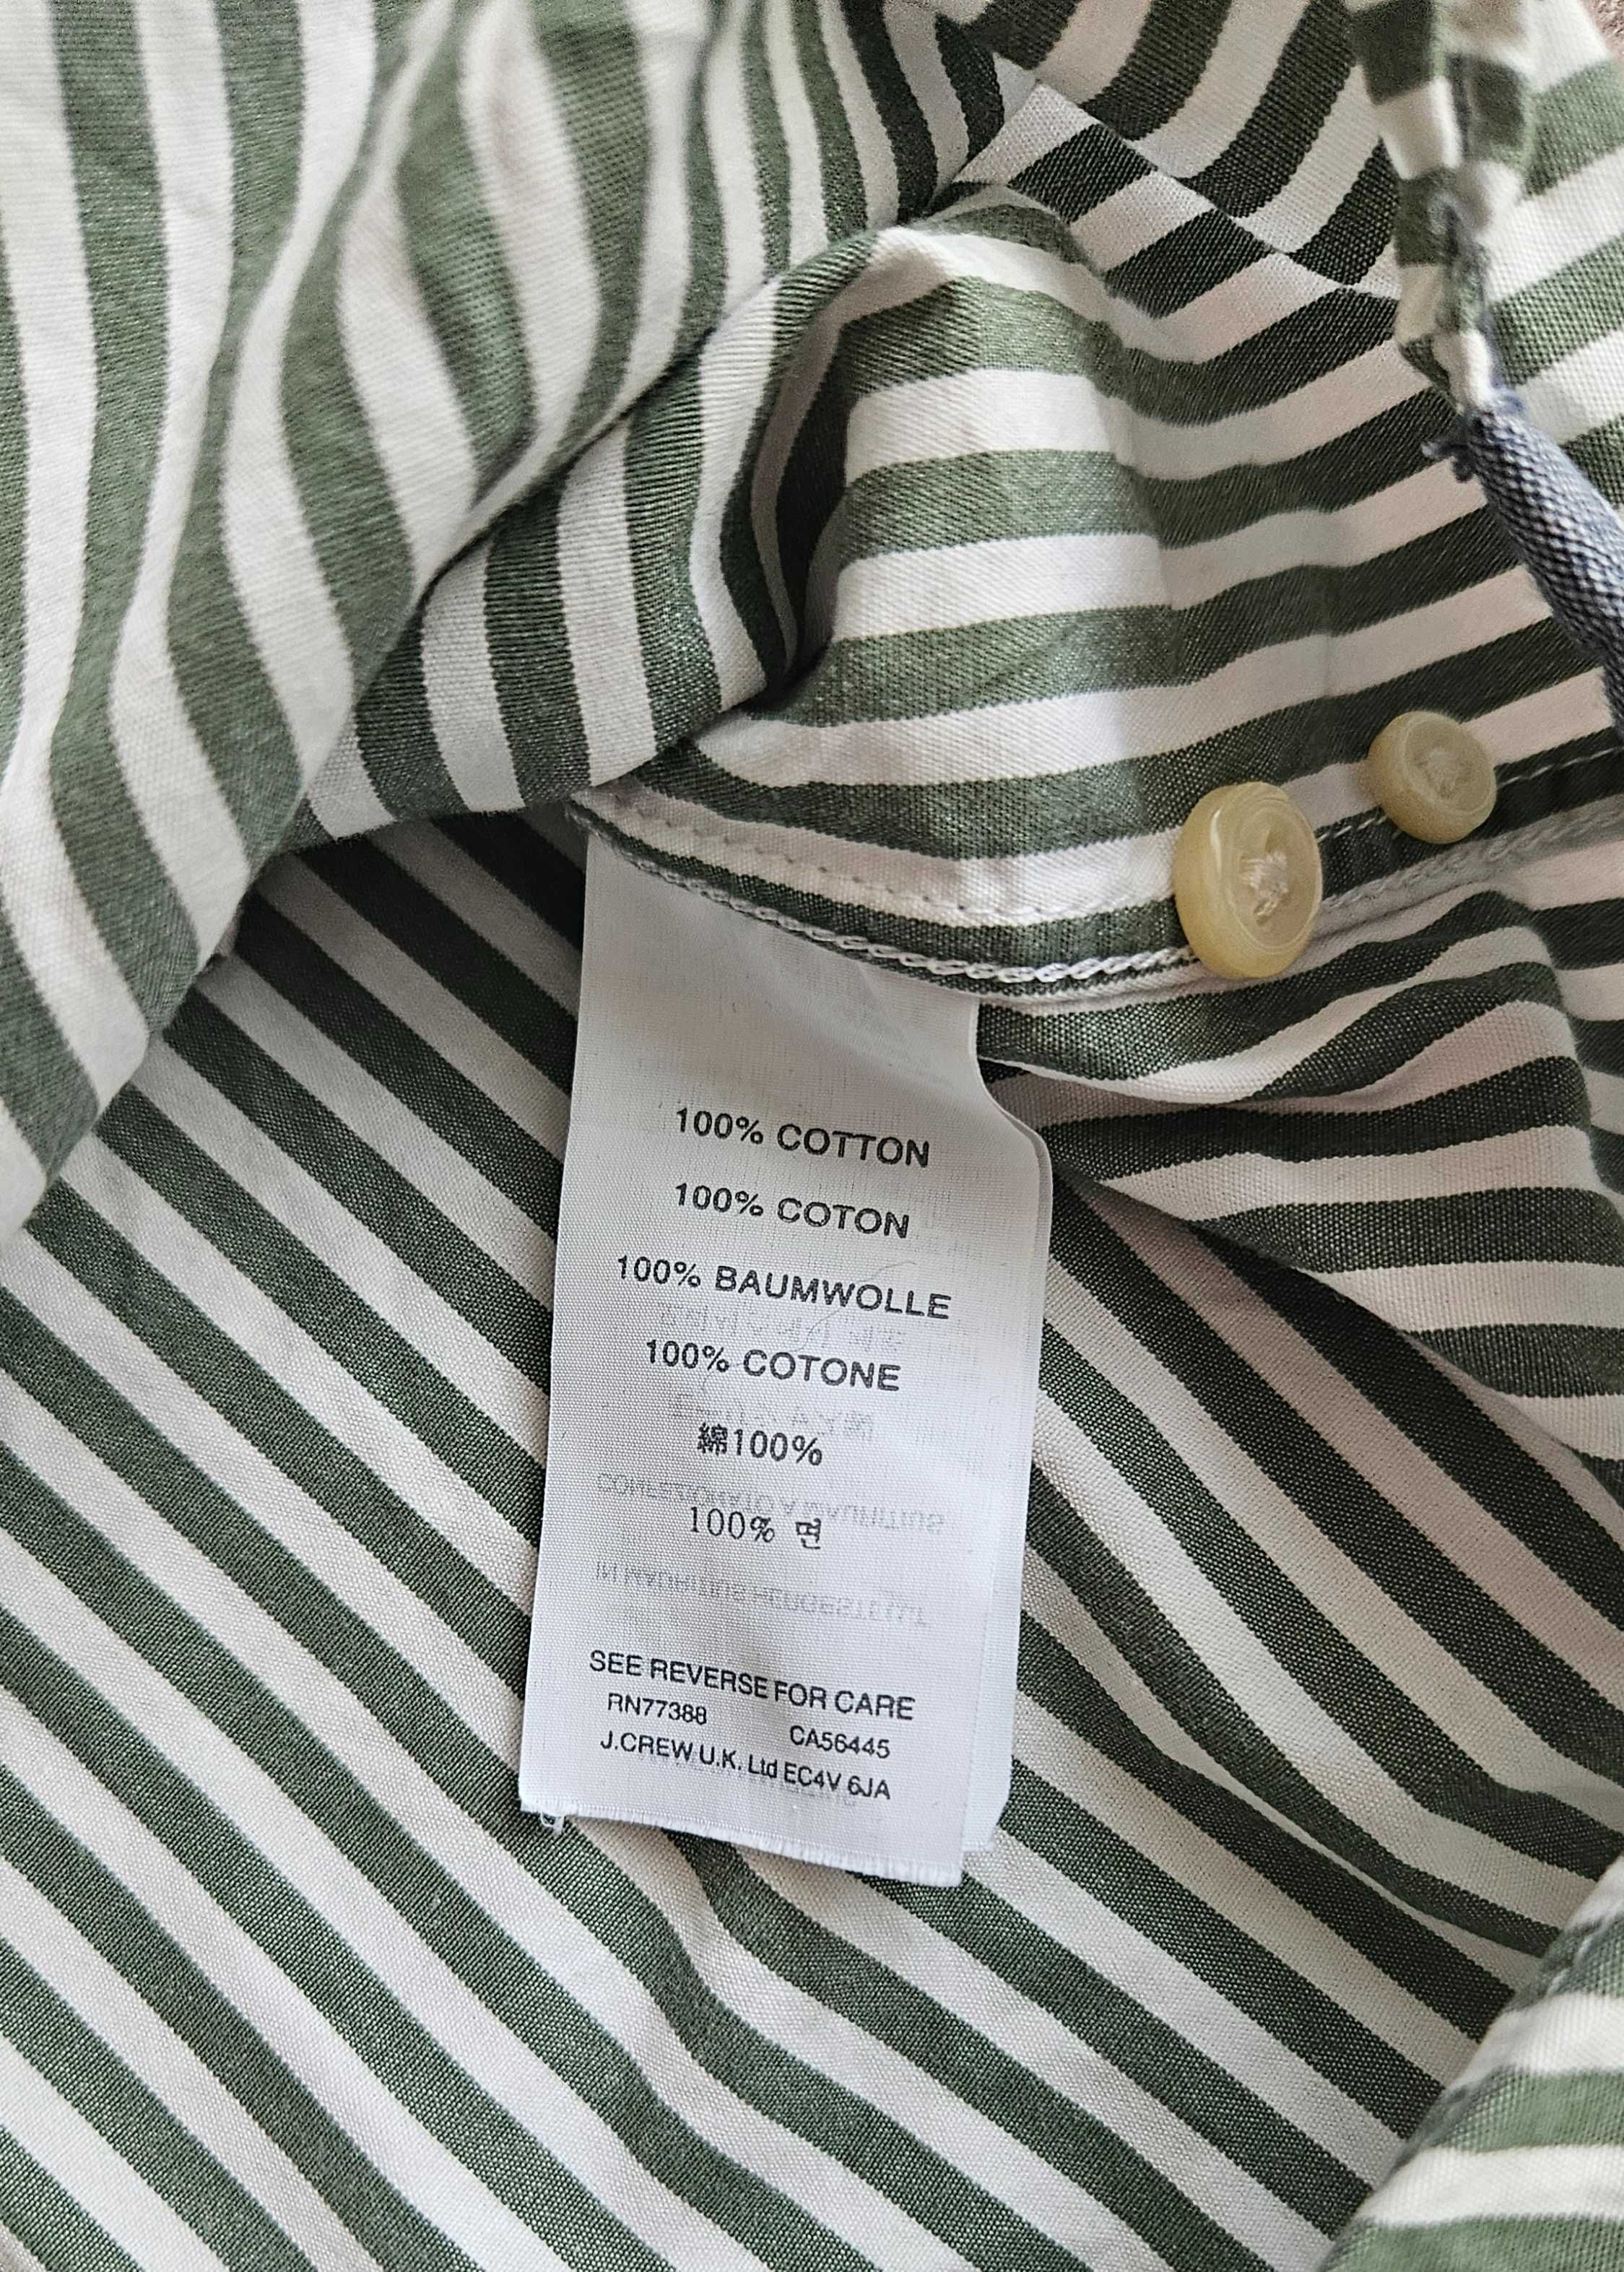 100% COTTON
100% COTON
100% BAUMWOLLE
100% COTONE
綿100%
100% 면
SEE REVERSE FOR CARE
RN77388 CA56445
J.CREW U.K. Ltd EC4V 6JA